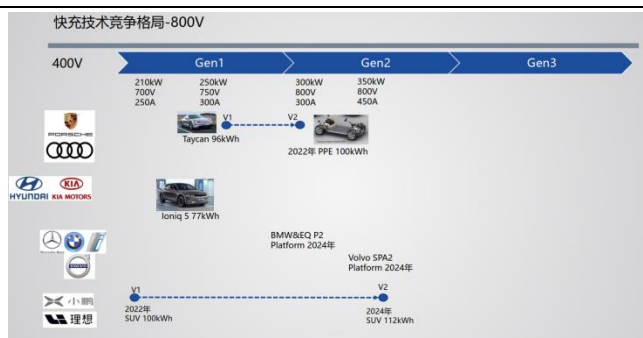 快充技术竞争格局-800V
400V
Gen1
Gen2
Gen3
210kW
700V
250A
250kW
750V
300A
300kW
800V
300A
350kW
800V
450A
PORSCHE
V1
V2
Taycan 96kWh
2022年 PPE 100kWh
HYUNDAI
KIA
KIA MOTORS
Ioniq 5 77kWh
BMW&EQ P2
Platform 2024年
Volvo SPA2
Platform 2024年
小鹏
理想
V1
2022年
SUV 100kWh
V2
2024年
SUV 112kWh